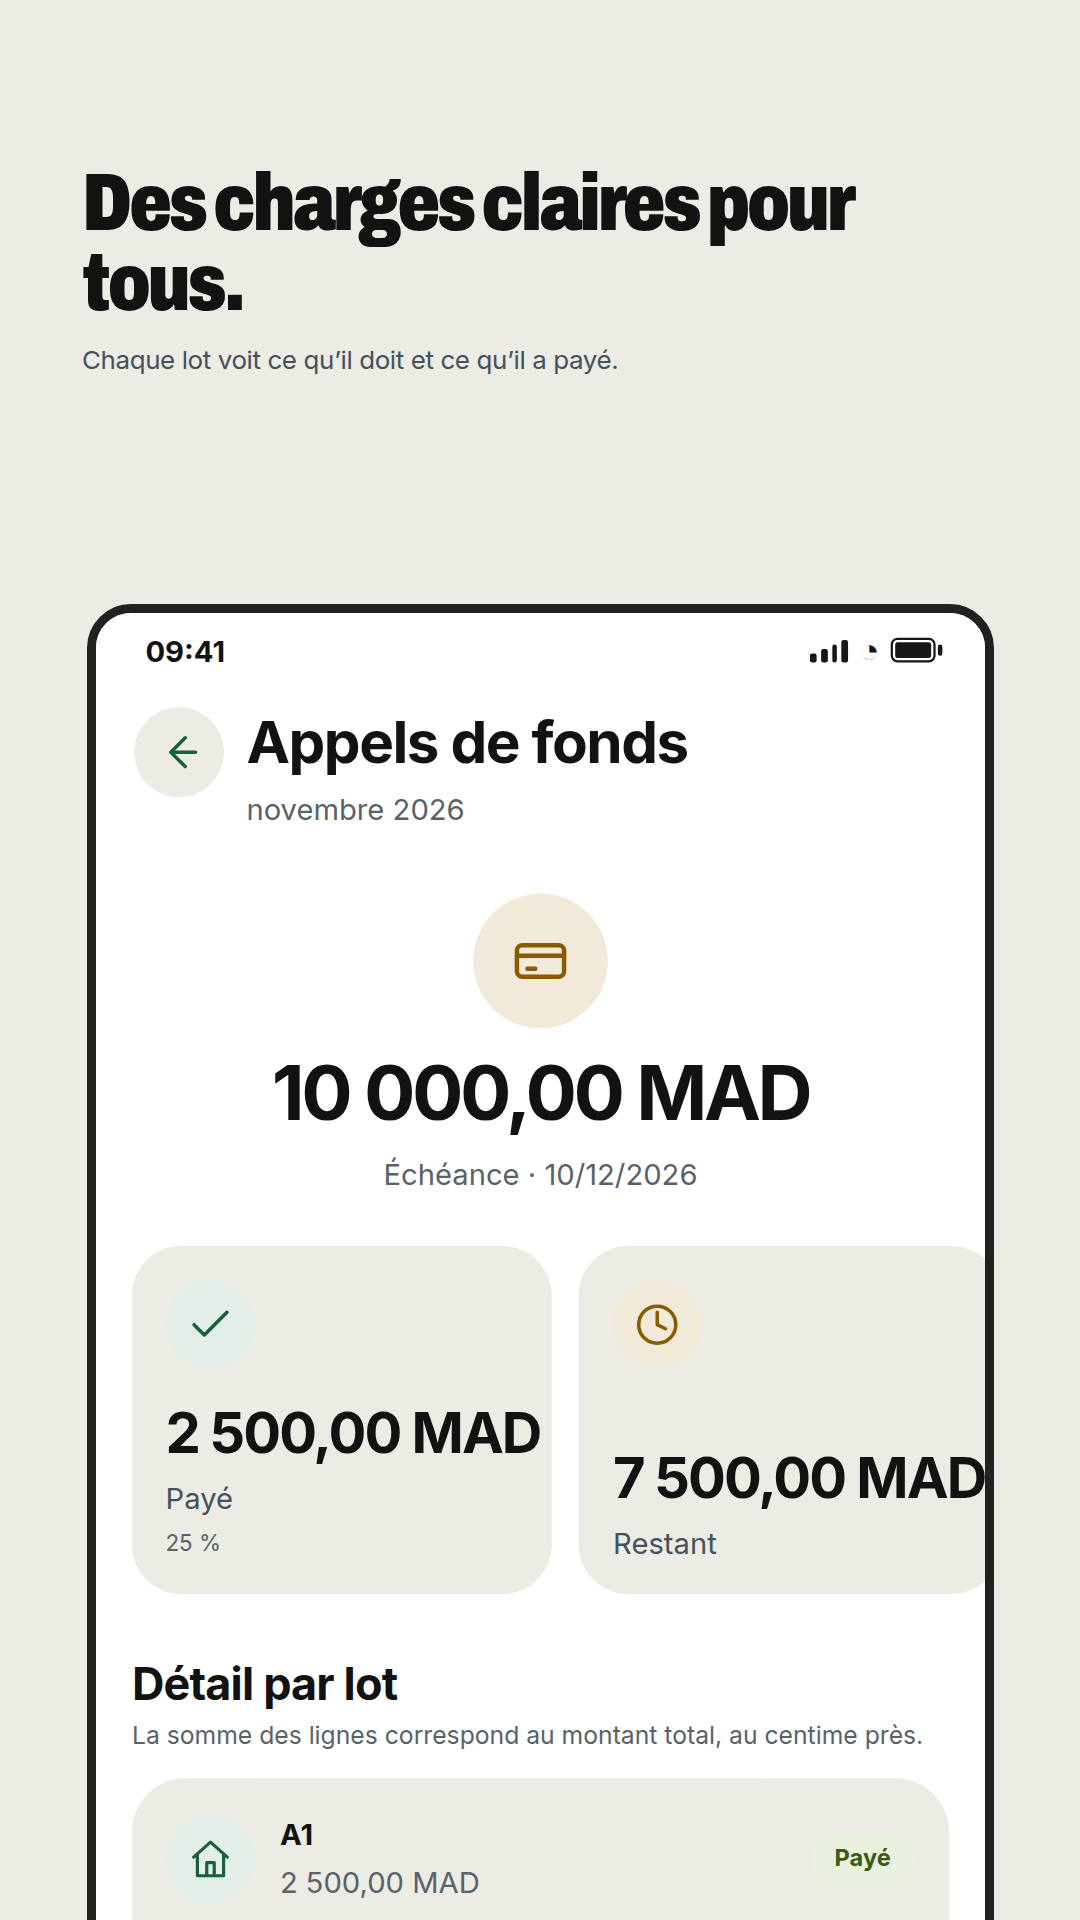 Des charges claires pour
tous.
Chaque lot voit ce qu’il doit et ce qu’il a payé.
09:41
Appels de fonds
novembre 2026
10 000,00 MAD
Échéance · 10/12/2026
2 500,00 MAD
Payé
25 %
7 500,00 MAD
Restant
Détail par lot
La somme des lignes correspond au montant total, au centime près.
A1
2 500,00 MAD
Payé